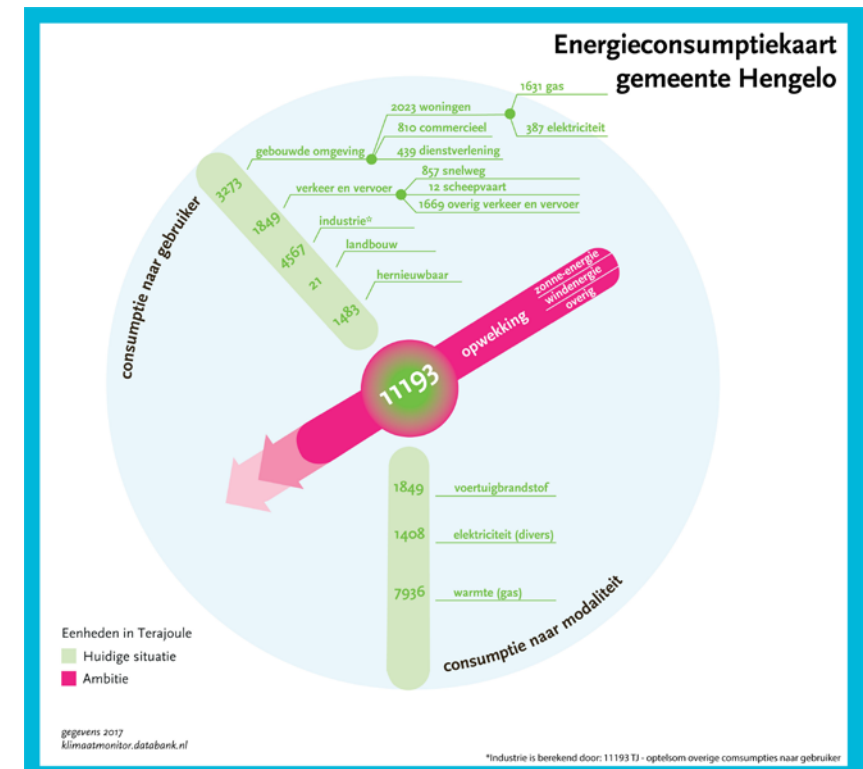 Energieconsumptiekaart
gemeente Hengelo
1631 gas
2023 woningen
387 elektriciteit
810 commercieel
gebouwde omgeving
439 dienstverlening
3273
857 snelweg
verkeer en vervoer
12 scheepvaart
1669 overig verkeer en vervoer
1849
industrie*
4567
landbouw
21
hernieuwbaar
1483
consumptie naar gebruiker
zonne-energie
windenergie
overig
opwekking
11193
1849 voertuigbrandstof
1408 elektriciteit (divers)
7936 warmte (gas)
consumptie naar modaliteit
Eenheden in Terajoule
Huidige situatie
Ambitie
gegevens 2017
klimaatmonitor.databank.nl
*Industrie is berekend door: 11193 TJ - optelsom overige comsumpties naar gebruiker